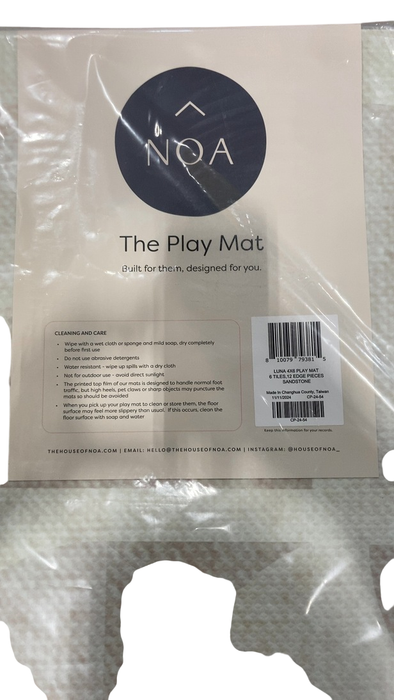 NOA
The Play Mat
Built for them, designed for you.
CLEANING AND CARE
• Wipe with a wet cloth or sponge and mild soap, dry completely
before first use
• Do not use abrasive detergents
• Water resistant - wipe up spills with a dry cloth
• Not for outdoor use - avoid direct sunlight
• The printed top film of our mats is designed to handle normal foot
traffic, but high heels, pet claws or sharp objects may puncture the
mats so should be avoided
• When you pick up your play mat to clean or store them, the floor
surface may feel more slippery than usual. If this occurs, clean the
floor surface with soap and water
8 10079 79381 5
LUNA 4X6 PLAY MAT
6 TILES,12 EDGE PIECES
SANDSTONE
Made in Changhua County, Taiwan
11/11/2024 CP-24-94
CP-24-94
Keep this information for your records.
THEHOUSEOFNOA.COM | EMAIL: HELLO@THEHOUSEOFNOA.COM | INSTAGRAM: @HOUSEOFNOA_